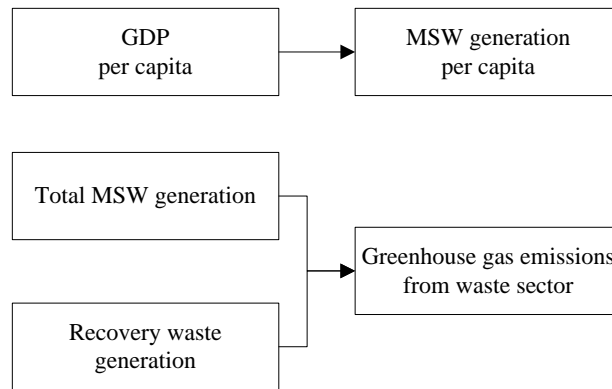 GDP
per capita
MSW generation
per capita
Total MSW generation
Greenhouse gas emissions
from waste sector
Recovery waste
generation